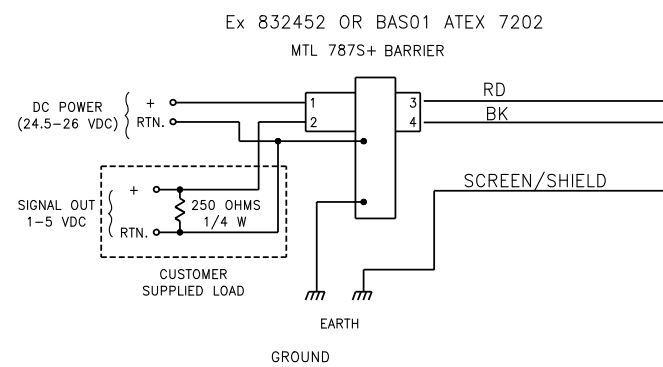 Ex 832452 OR BAS01 ATEX 7202
MTL 787S+ BARRIER
DC POWER
(24.5-26 VDC)
+
RTN.
1
2
3
4
RD
BK
SCREEN/SHIELD
SIGNAL OUT
1-5 VDC
+
RTN.
250 OHMS
1/4 W
CUSTOMER
SUPPLIED LOAD
EARTH
GROUND